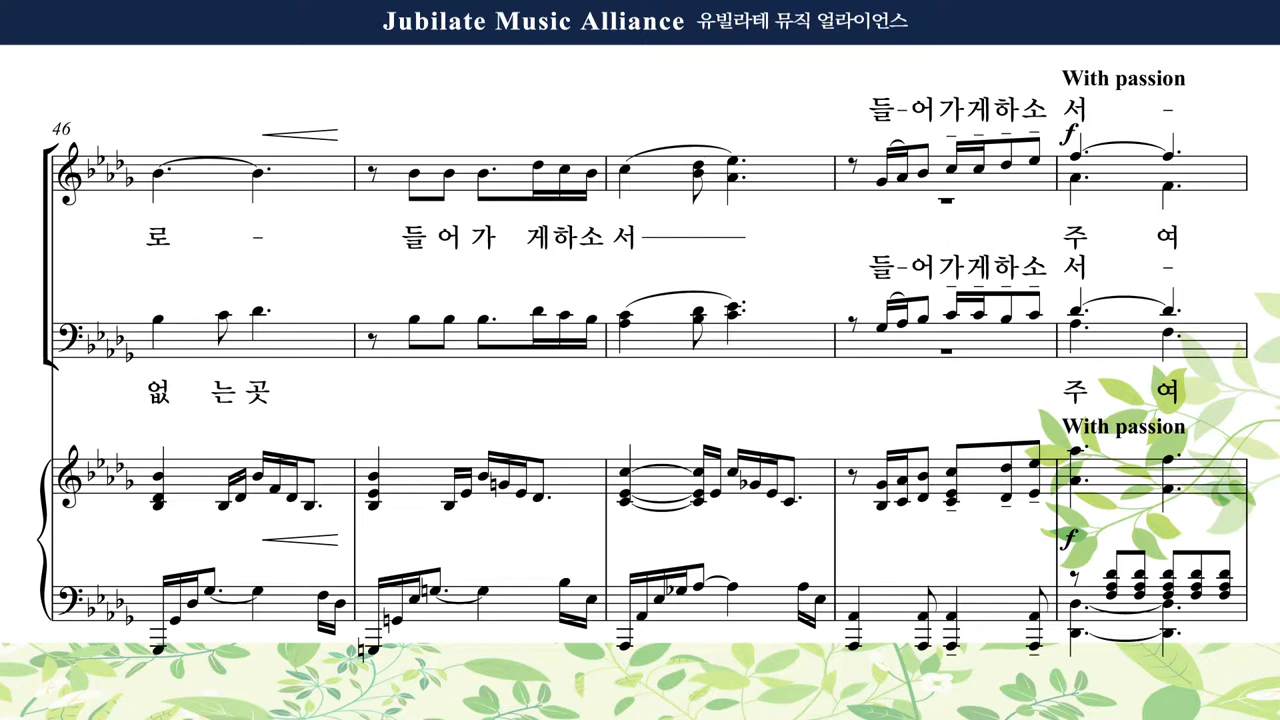 Jubilate Music Alliance 유빌라테 뮤직 얼라이언스
With passion
들-어가게하소 서 -
46
f
로 - 들 어 가 게하소 서
주 여
들-어가게하소 서 -
없 는 곳
주 여
With passion
f